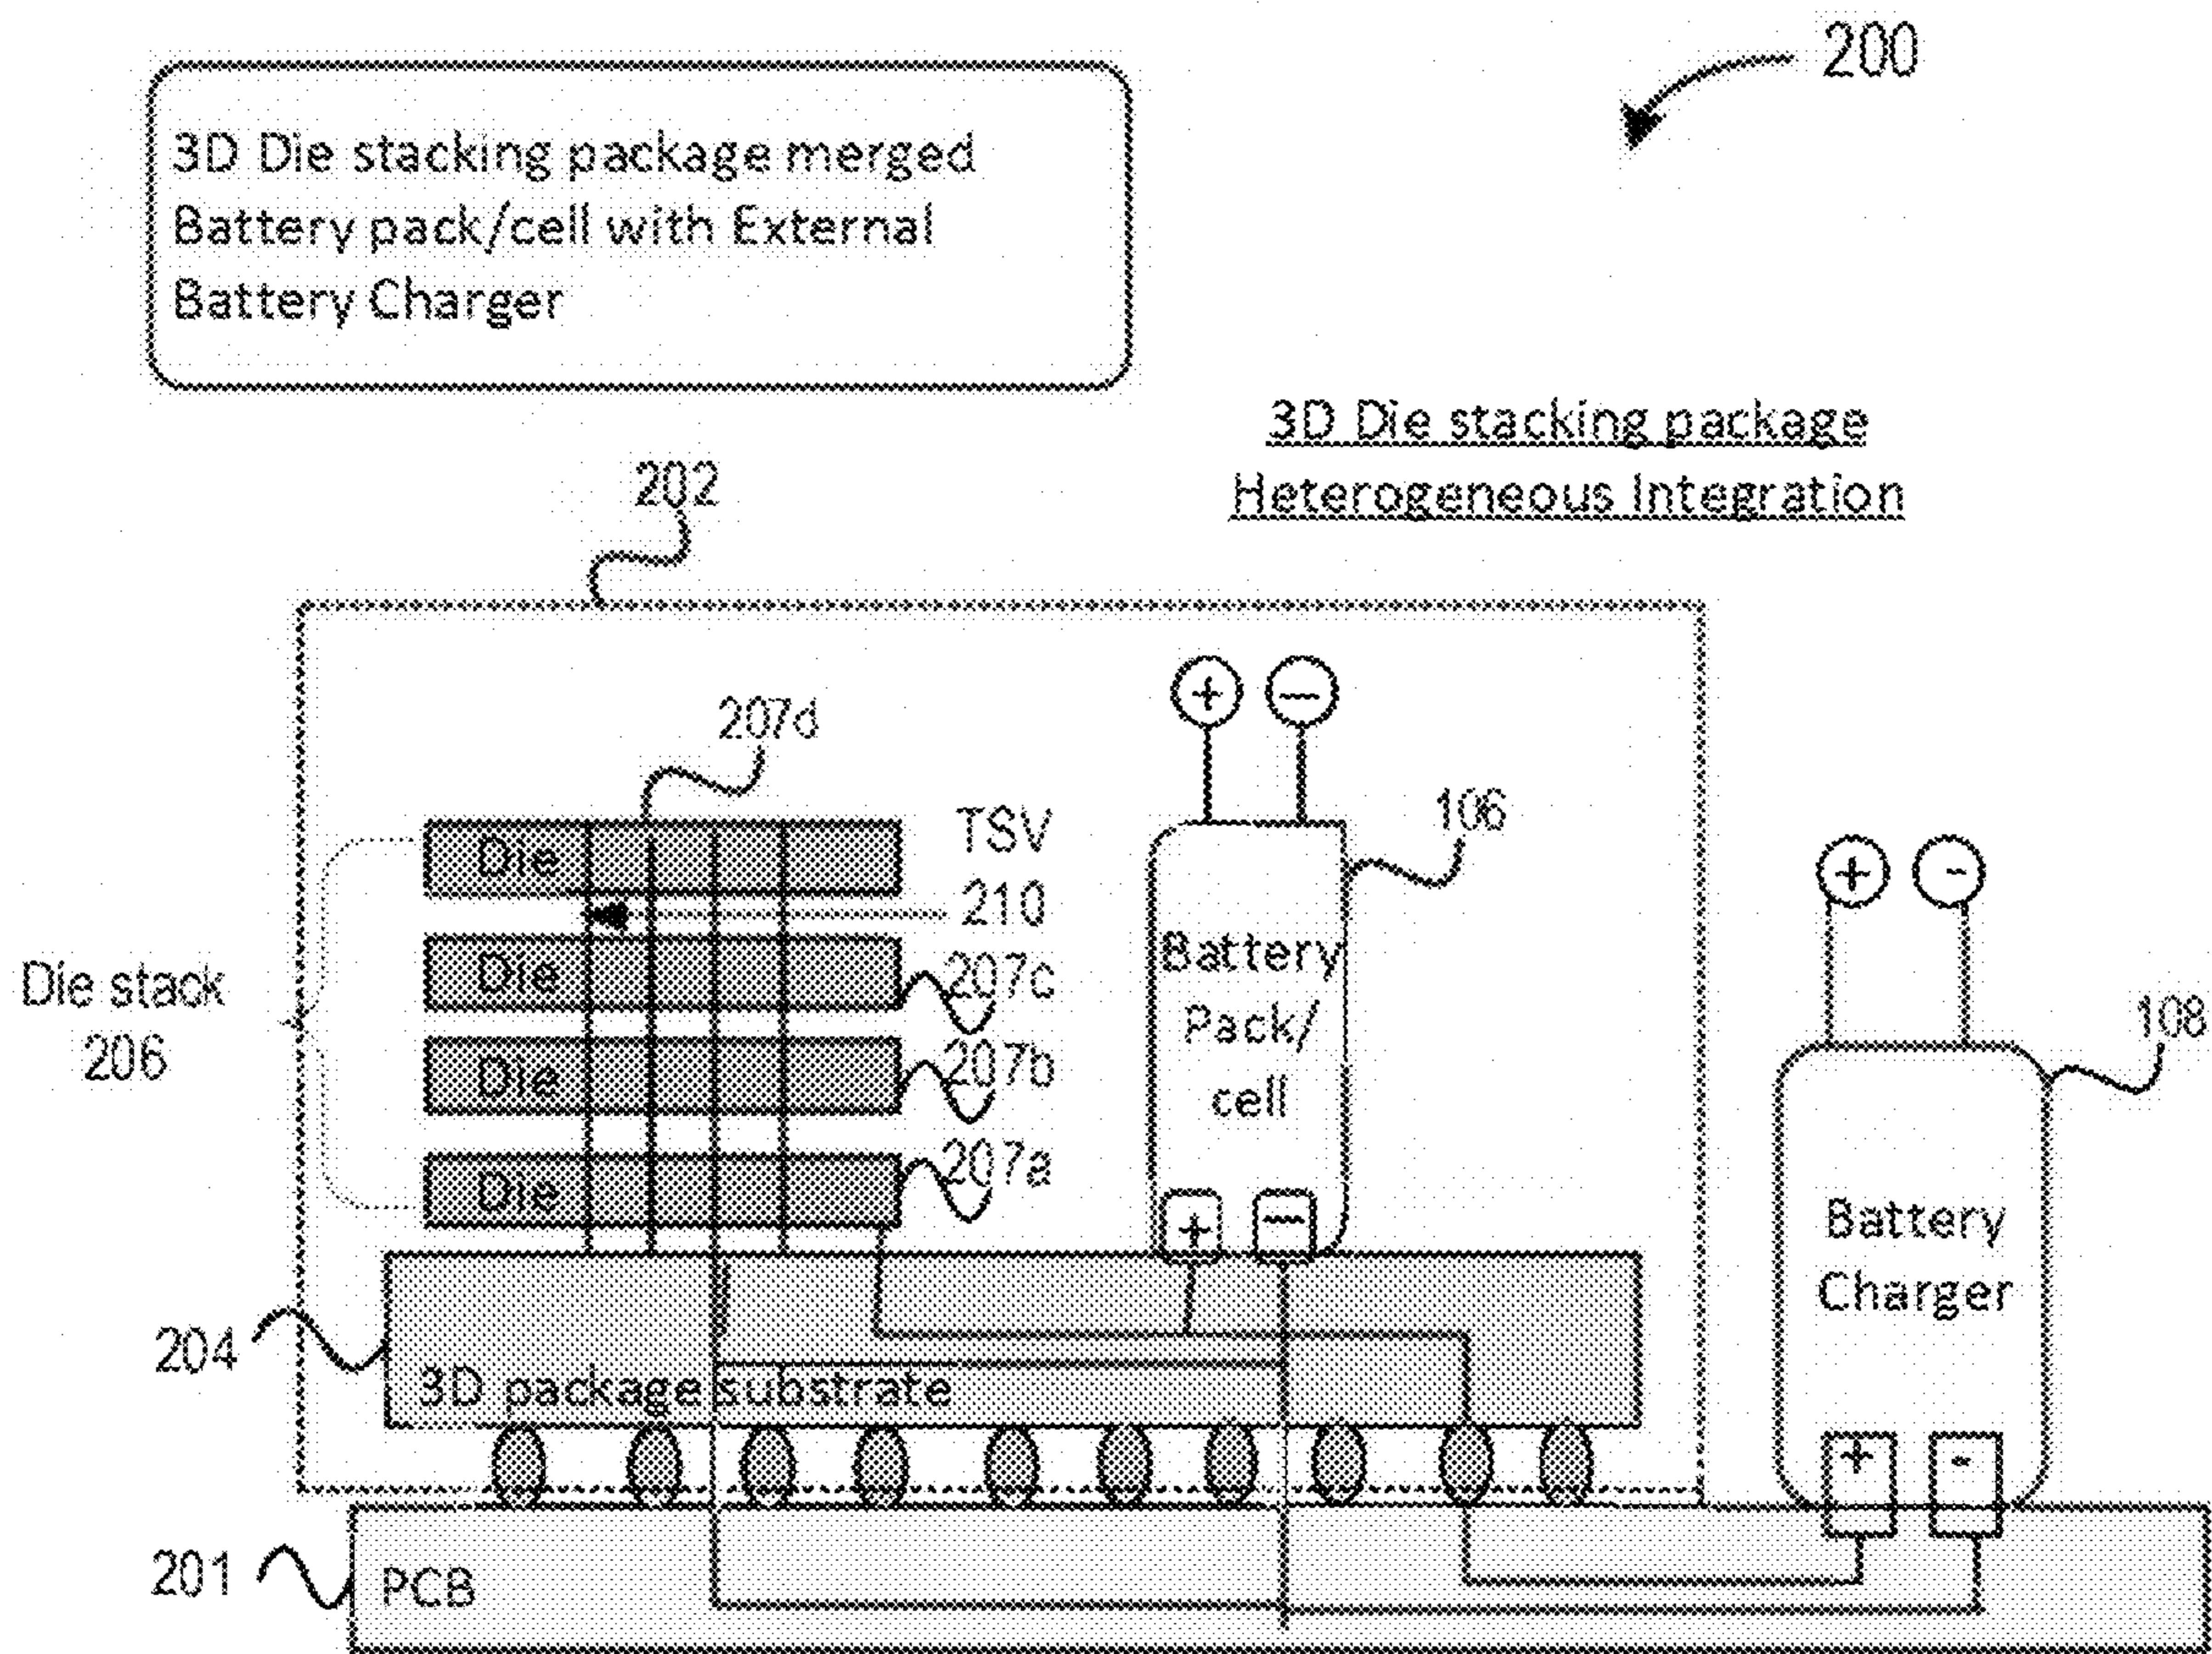 200
3D Die stacking package merged
Battery pack/cell with External
Battery Charger
3D Die stacking package
Heterogeneous Integration
202
207d
TSV
210
106
+ —
+ -
Die
Die
Die
Die
207c
207b
207a
Die stack
206
Battery
Pack/
cell
+ —
108
Battery
Charger
+ -
204
3D package substrate
201
PCB